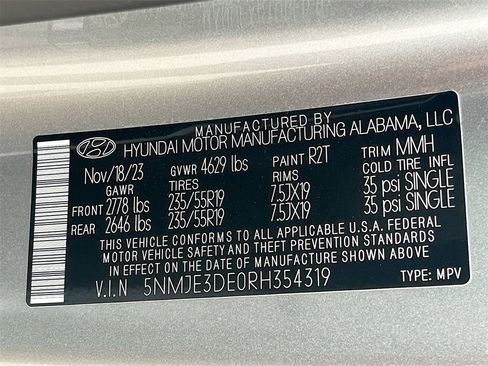 MANUFACTURED BY
HYUNDAI MOTOR MANUFACTURING ALABAMA, LLC
Nov/18/23 GVWR 4629 lbs PAINT R2T TRIM MMH
GAWR TIRES RIMS COLD TIRE INFL
FRONT 2778 lbs 235/55R19 7.5JX19 35 psi SINGLE
REAR 2646 lbs 235/55R19 7.5JX19 35 psi SINGLE
THIS VEHICLE CONFORMS TO ALL APPLICABLE U.S.A. FEDERAL
MOTOR VEHICLE SAFETY AND THEFT PREVENTION STANDARDS
IN EFFECT ON THE DATE OF MANUFACTURE SHOWN ABOVE.
V.I.N 5NMJE3DE0RH354319 TYPE: MPV